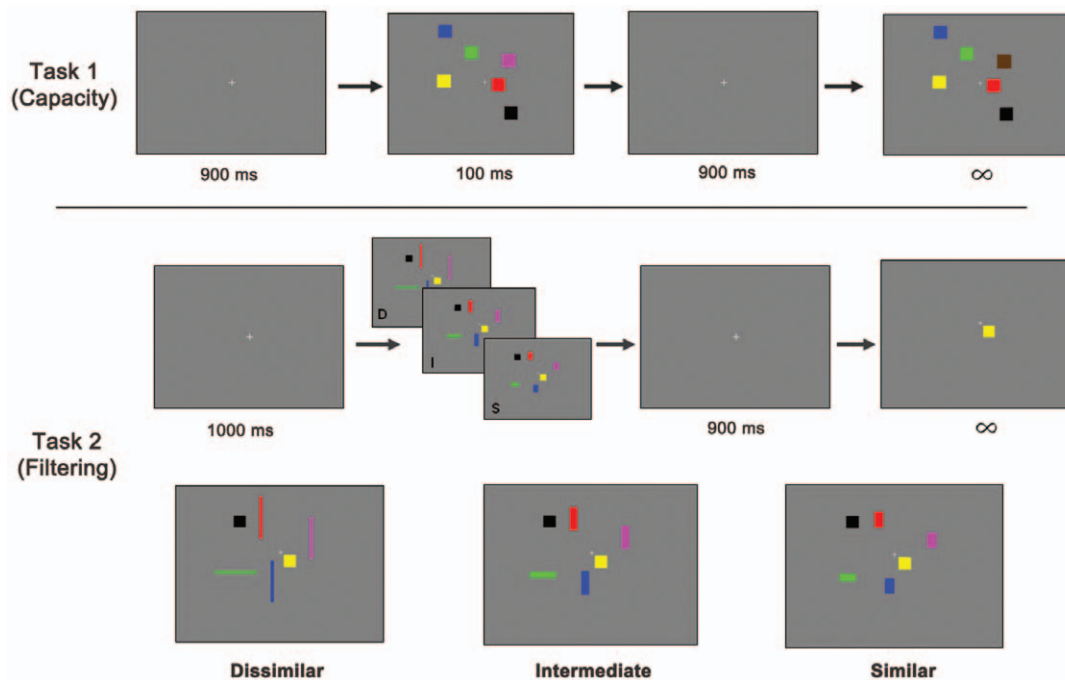 Task 1
(Capacity)
900 ms
100 ms
900 ms
∞
D
I
S
Task 2
(Filtering)
1000 ms
900 ms
∞
Dissimilar
Intermediate
Similar